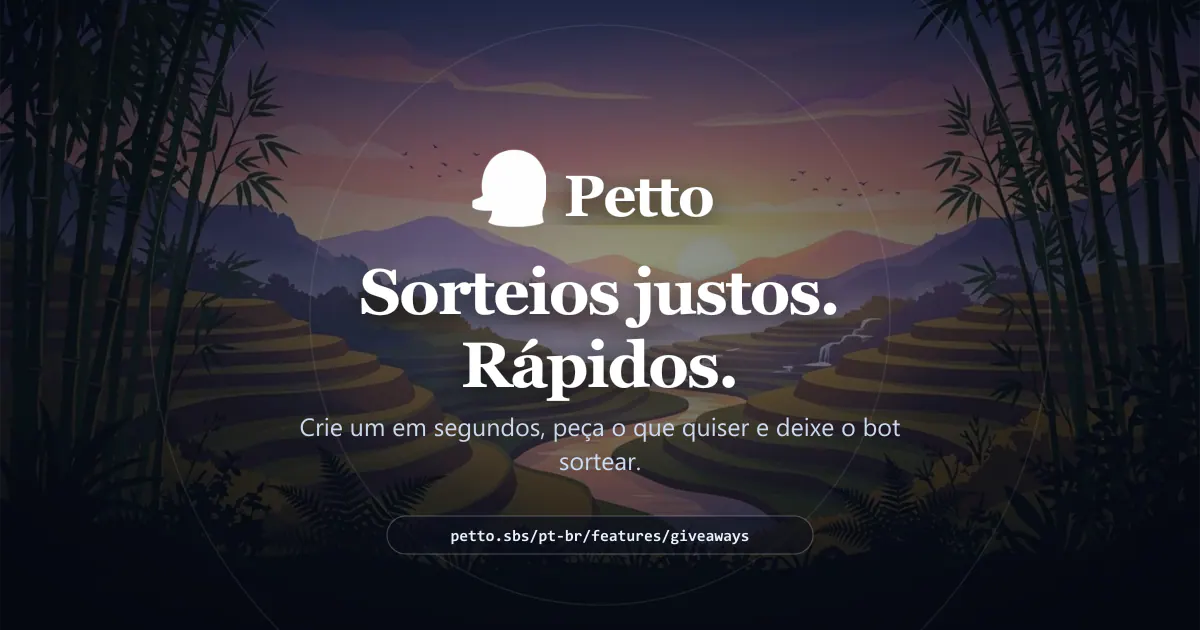 Petto
Sorteios justos.
Rápidos.
Crie um em segundos, peça o que quiser e deixe o bot
sortear.
petto.sbs/pt-br/features/giveaways